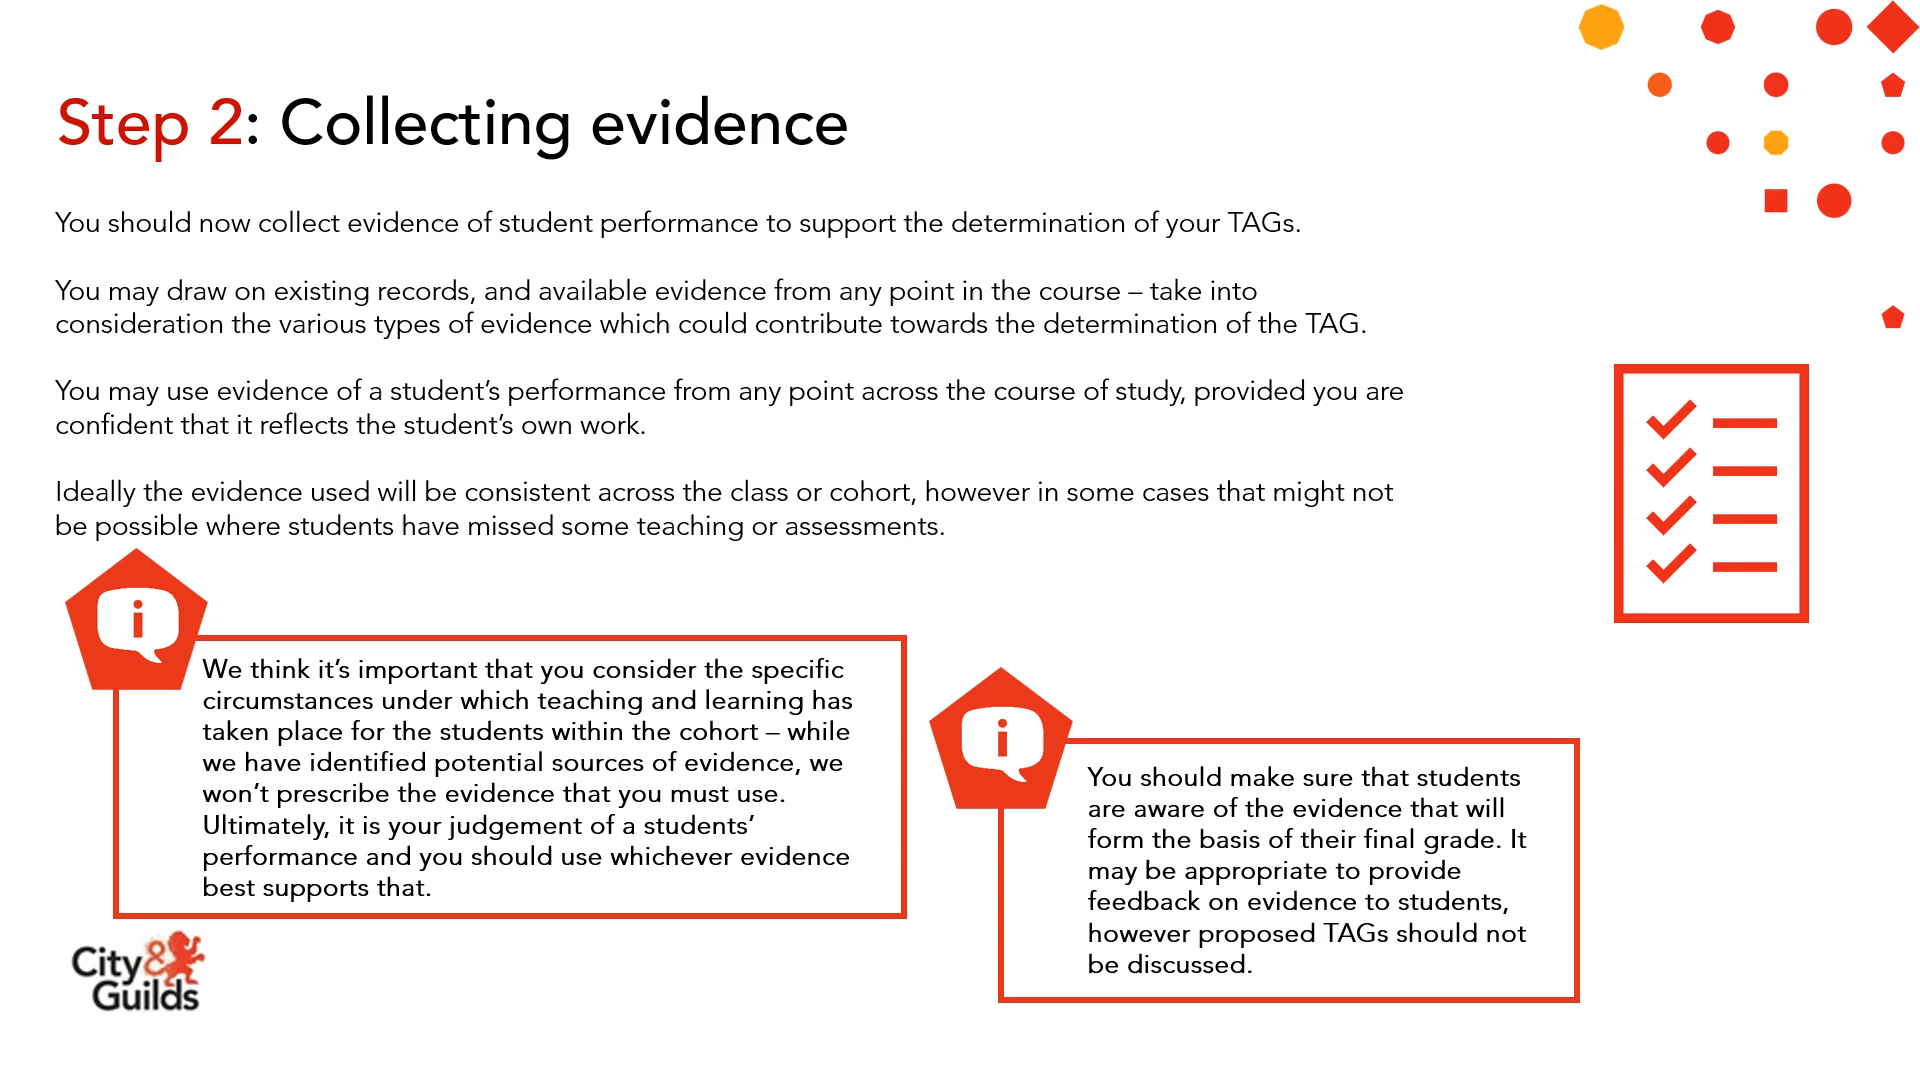 Step 2: Collecting evidence
You should now collect evidence of student performance to support the determination of your TAGs.
You may draw on existing records, and available evidence from any point in the course – take into
consideration the various types of evidence which could contribute towards the determination of the TAG.
You may use evidence of a student’s performance from any point across the course of study, provided you are
confident that it reflects the student’s own work.
Ideally the evidence used will be consistent across the class or cohort, however in some cases that might not
be possible where students have missed some teaching or assessments.
i
We think it’s important that you consider the specific
circumstances under which teaching and learning has
taken place for the students within the cohort – while
we have identified potential sources of evidence, we
won’t prescribe the evidence that you must use.
Ultimately, it is your judgement of a students’
performance and you should use whichever evidence
best supports that.
i
You should make sure that students
are aware of the evidence that will
form the basis of their final grade. It
may be appropriate to provide
feedback on evidence to students,
however proposed TAGs should not
be discussed.
City &
Guilds